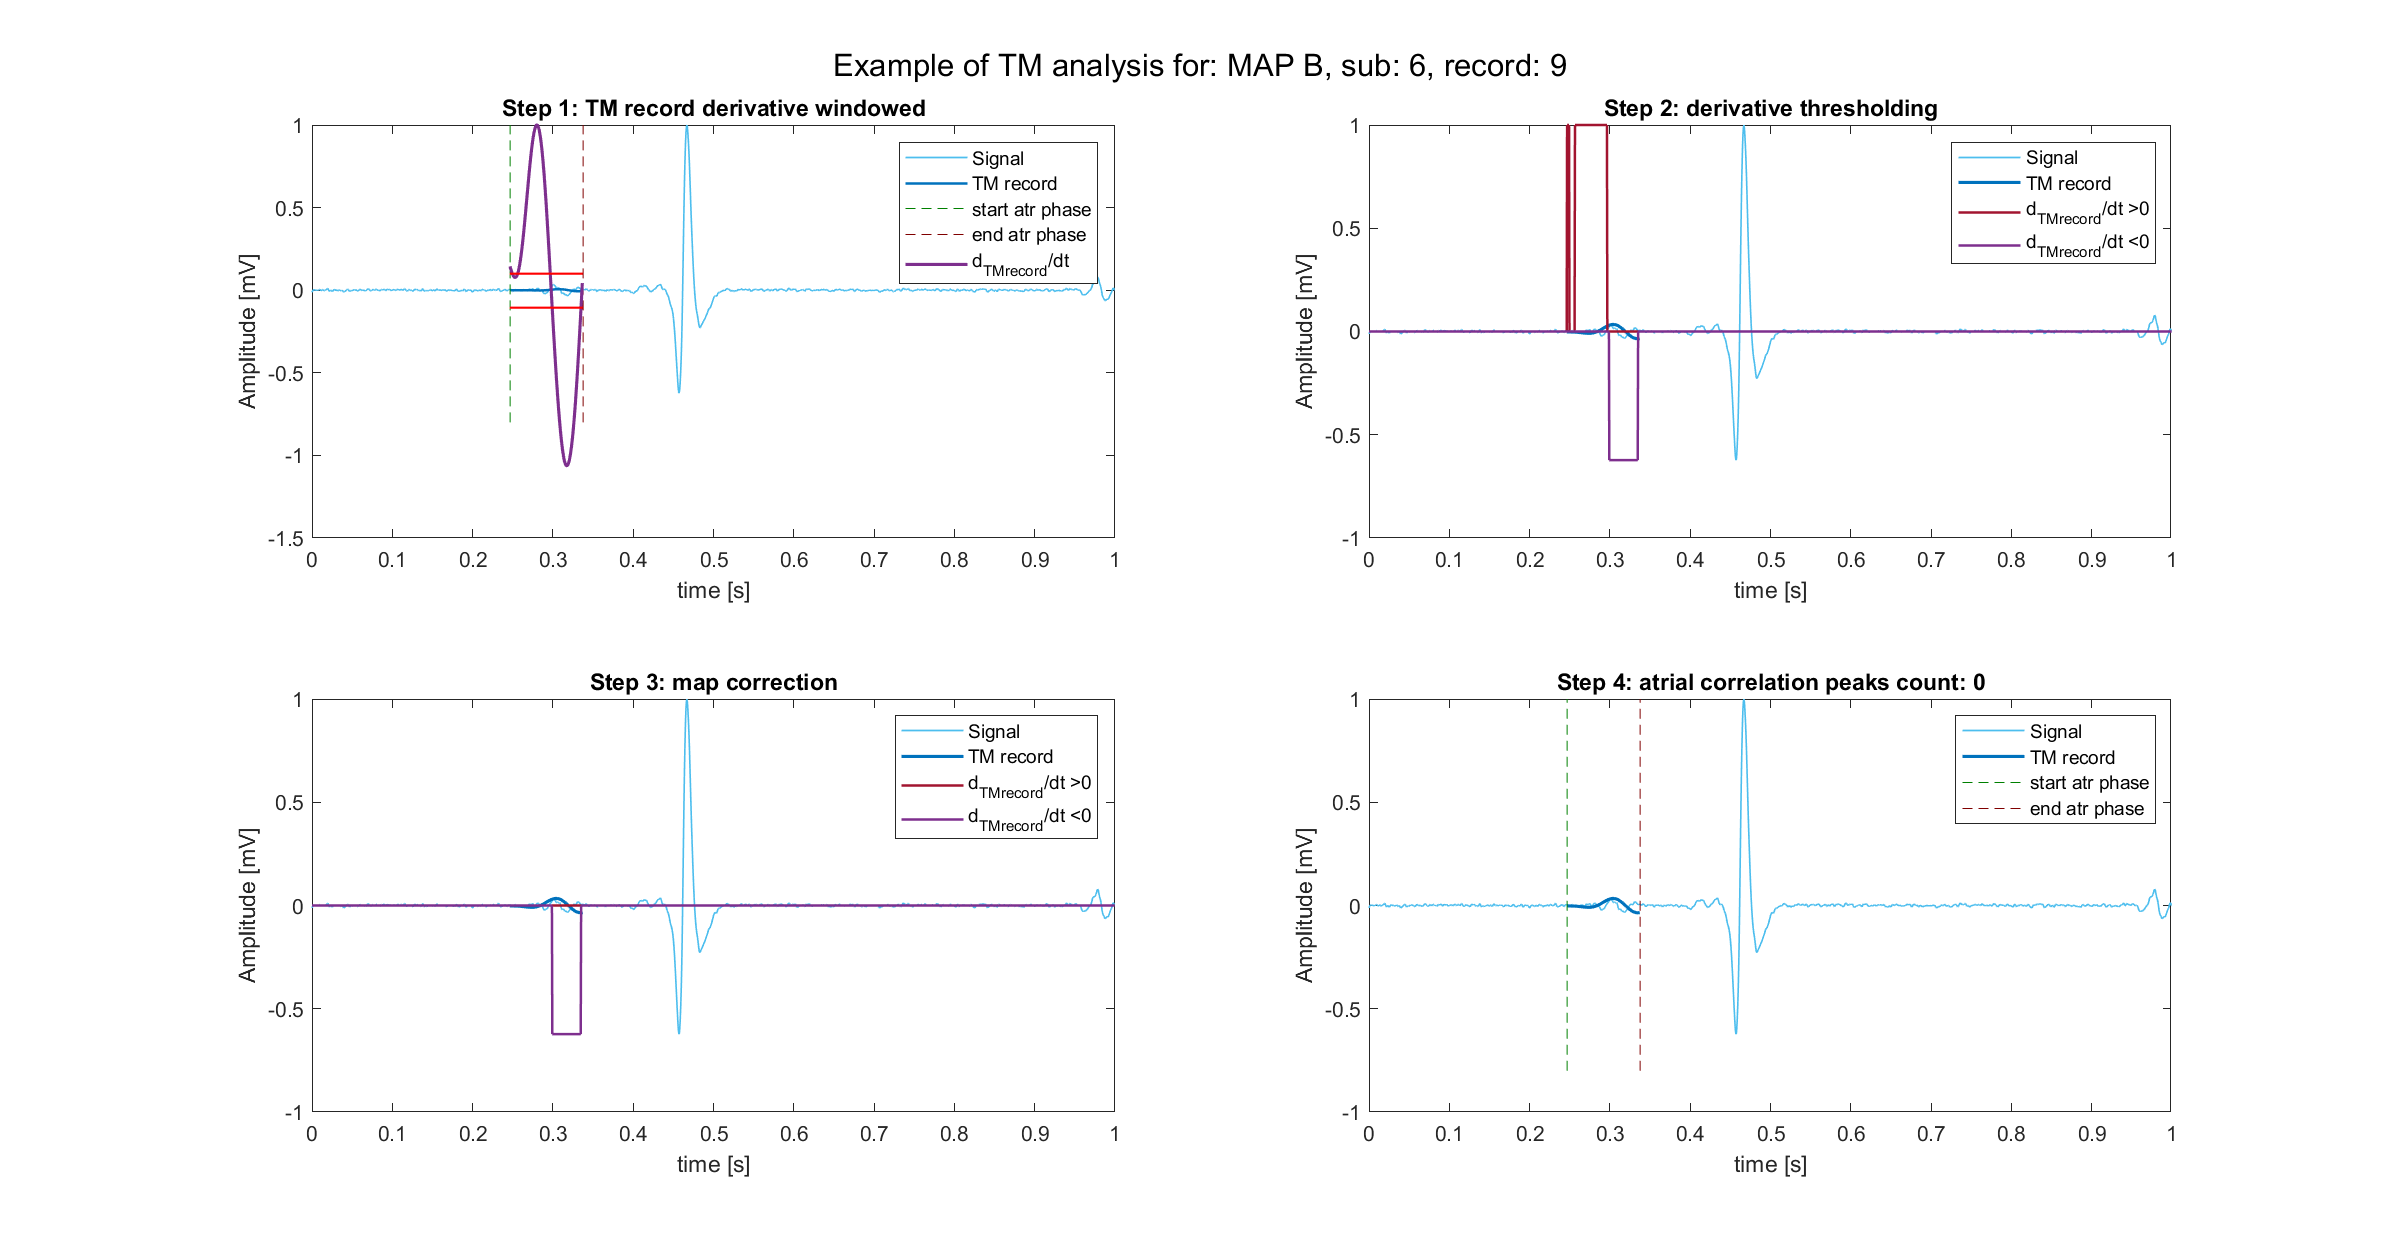 Example of TM analysis for: MAP B, sub: 6, record: 9
Step 1: TM record derivative windowed
1
0.5
0
-0.5
-1
-1.5
Amplitude [mV]
0 0.1 0.2 0.3 0.4 0.5 0.6 0.7 0.8 0.9 1
time [s]
Signal
TM record
start atr phase
end atr phase
dTMrecord/dt
Step 2: derivative thresholding
1
0.5
0
-0.5
-1
Amplitude [mV]
0 0.1 0.2 0.3 0.4 0.5 0.6 0.7 0.8 0.9 1
time [s]
Signal
TM record
dTMrecord/dt >0
dTMrecord/dt <0
Step 3: map correction
1
0.5
0
-0.5
-1
Amplitude [mV]
0 0.1 0.2 0.3 0.4 0.5 0.6 0.7 0.8 0.9 1
time [s]
Signal
TM record
dTMrecord/dt >0
dTMrecord/dt <0
Step 4: atrial correlation peaks count: 0
1
0.5
0
-0.5
-1
Amplitude [mV]
0 0.1 0.2 0.3 0.4 0.5 0.6 0.7 0.8 0.9 1
time [s]
Signal
TM record
start atr phase
end atr phase